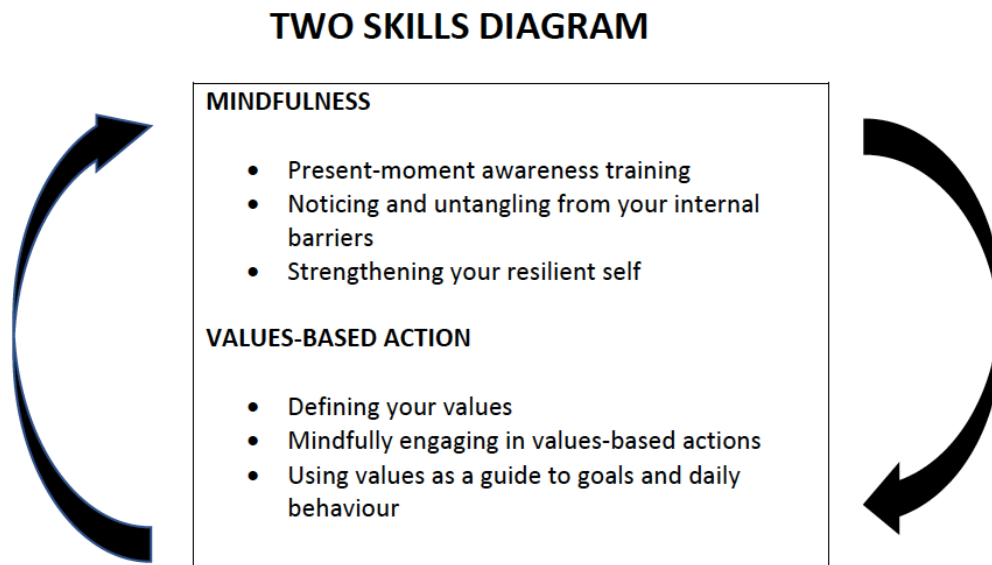 TWO SKILLS DIAGRAM
MINDFULNESS
• Present-moment awareness training
• Noticing and untangling from your internal
barriers
• Strengthening your resilient self
VALUES-BASED ACTION
• Defining your values
• Mindfully engaging in values-based actions
• Using values as a guide to goals and daily
behaviour